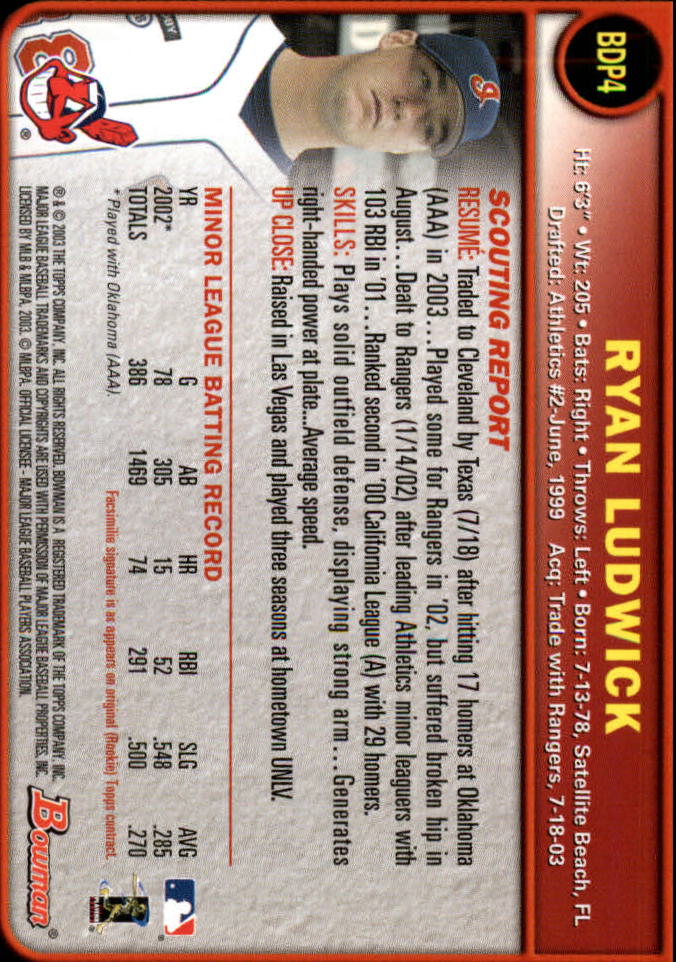 BDP4
RYAN LUDWICK
Ht: 6'3" • Wt: 205 • Bats: Right • Throws: Left • Born: 7-13-78, Satellite Beach, FL
Drafted: Athletics #2-June, 1999 Acq: Trade with Rangers, 7-18-03
SCOUTING REPORT
RESUMÉ: Traded to Cleveland by Texas (7/18) after hitting 17 homers at Oklahoma
(AAA) in 2003...Played some for Rangers in '02, but suffered broken hip in
August...Dealt to Rangers (1/14/02) after leading Athletics minor leaguers with
103 RBI in '01...Ranked second in '00 California League (A) with 29 homers.
SKILLS: Plays solid outfield defense, displaying strong arm...Generates
right-handed power at plate...Average speed.
UP CLOSE: Raised in Las Vegas and played three seasons at hometown UNLV.
MINOR LEAGUE BATTING RECORD
YR G AB HR RBI SLG AVG
2002* 78 305 15 52 .548 .285
TOTALS 386 1469 74 291 .500 .270
*Played with Oklahoma (AAA).
Facsimile signature is as appears on original (Rookie) Topps contract.
® & © 2003 THE TOPPS COMPANY, INC. ALL RIGHTS RESERVED. BOWMAN IS A REGISTERED TRADEMARK OF THE TOPPS COMPANY, INC.
MAJOR LEAGUE BASEBALL TRADEMARKS AND COPYRIGHTS ARE USED WITH PERMISSION OF MAJOR LEAGUE BASEBALL PROPERTIES, INC.
LICENSED BY MLB & MLBPA, 2003. © MLBPA. OFFICIAL LICENSEE - MAJOR LEAGUE BASEBALL PLAYERS ASSOCIATION.
Bowman®